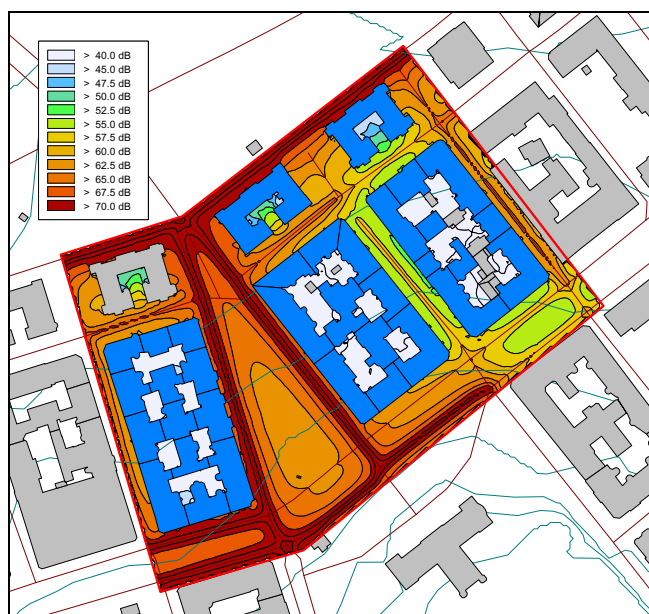 > 40.0 dB
> 45.0 dB
> 47.5 dB
> 50.0 dB
> 52.5 dB
> 55.0 dB
> 57.5 dB
> 60.0 dB
> 62.5 dB
> 65.0 dB
> 67.5 dB
> 70.0 dB